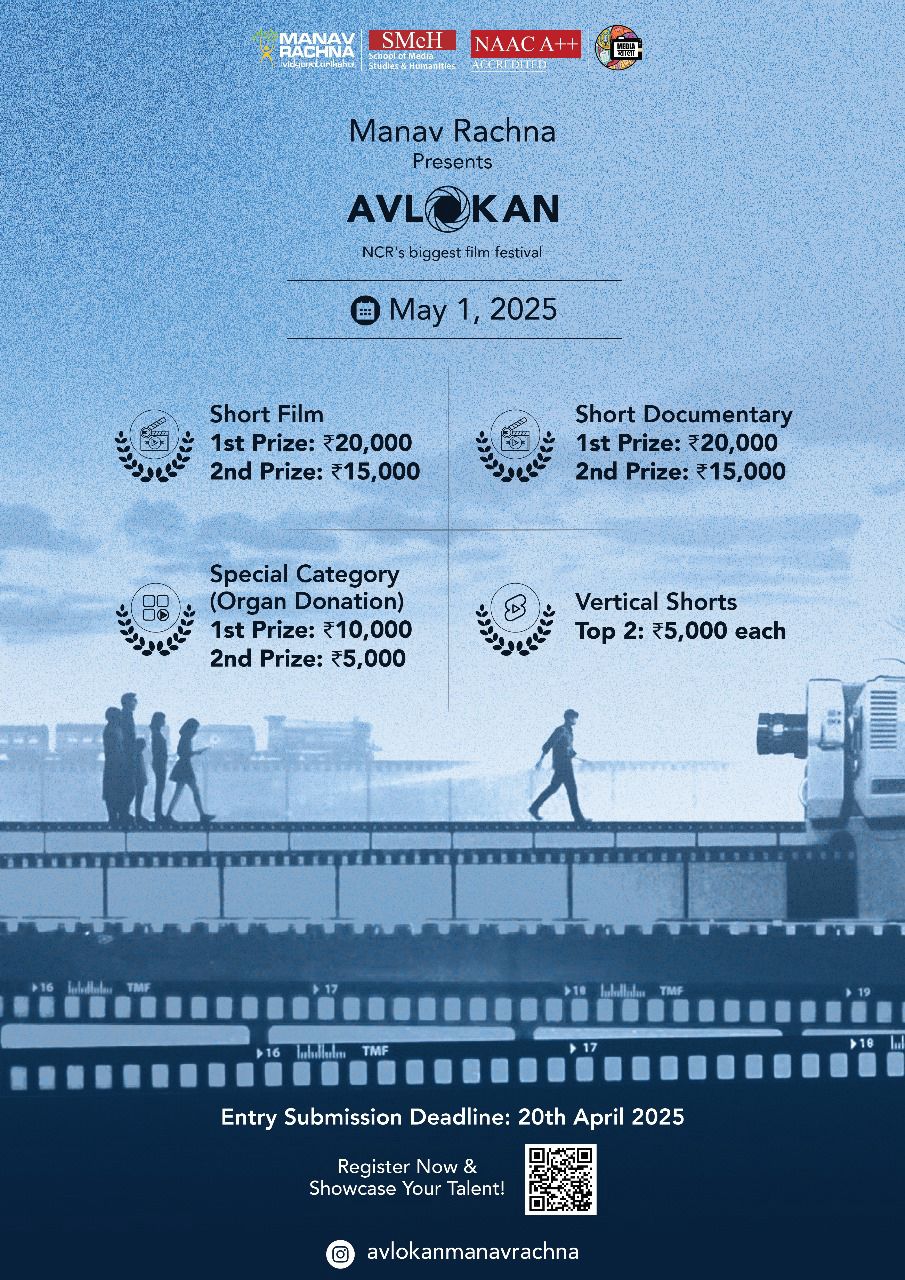 MANAV
RACHNA
vidyanatariksha
SMeH
School of Media
Studies & Humanities
NAAC A++
ACCREDITED
MEDIA
Manav Rachna
Presents
AVLOKAN
NCR's biggest film festival
May 1, 2025
Short Film
1st Prize: ₹20,000
2nd Prize: ₹15,000
Short Documentary
1st Prize: ₹20,000
2nd Prize: ₹15,000
Special Category
(Organ Donation)
1st Prize: ₹10,000
2nd Prize: ₹5,000
Vertical Shorts
Top 2: ₹5,000 each
16 TMF 17 18 TMF 19
16 TMF 17 18
Entry Submission Deadline: 20th April 2025
Register Now &
Showcase Your Talent!
avlokanmanavrachna